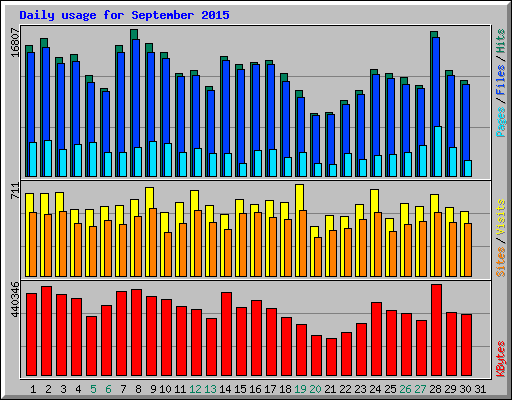 Daily usage for September 2015
16807
Pages/Files/Hits
711
Sites/Visits
440346
KBytes
1 2 3 4 5 6 7 8 9 10 11 12 13 14 15 16 17 18 19 20 21 22 23 24 25 26 27 28 29 30 31